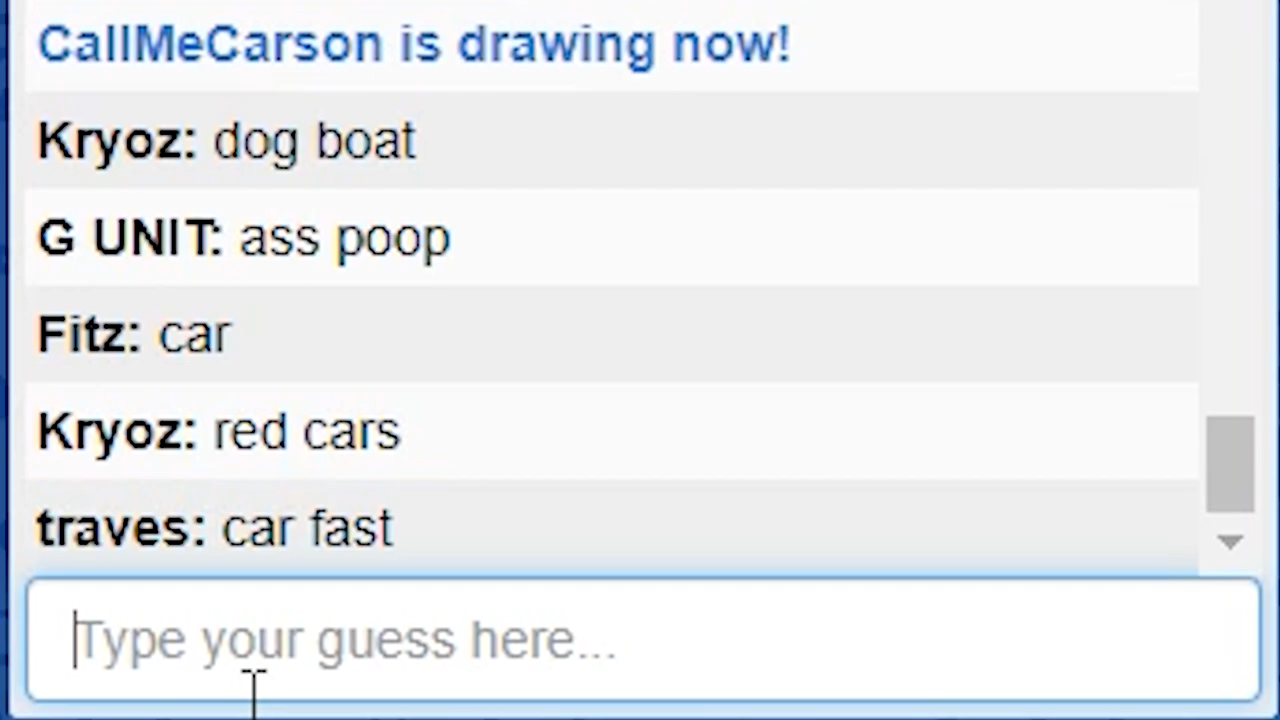 CallMeCarson is drawing now!
Kryoz: dog boat
G UNIT: ass poop
Fitz: car
Kryoz: red cars
traves: car fast
Type your guess here...